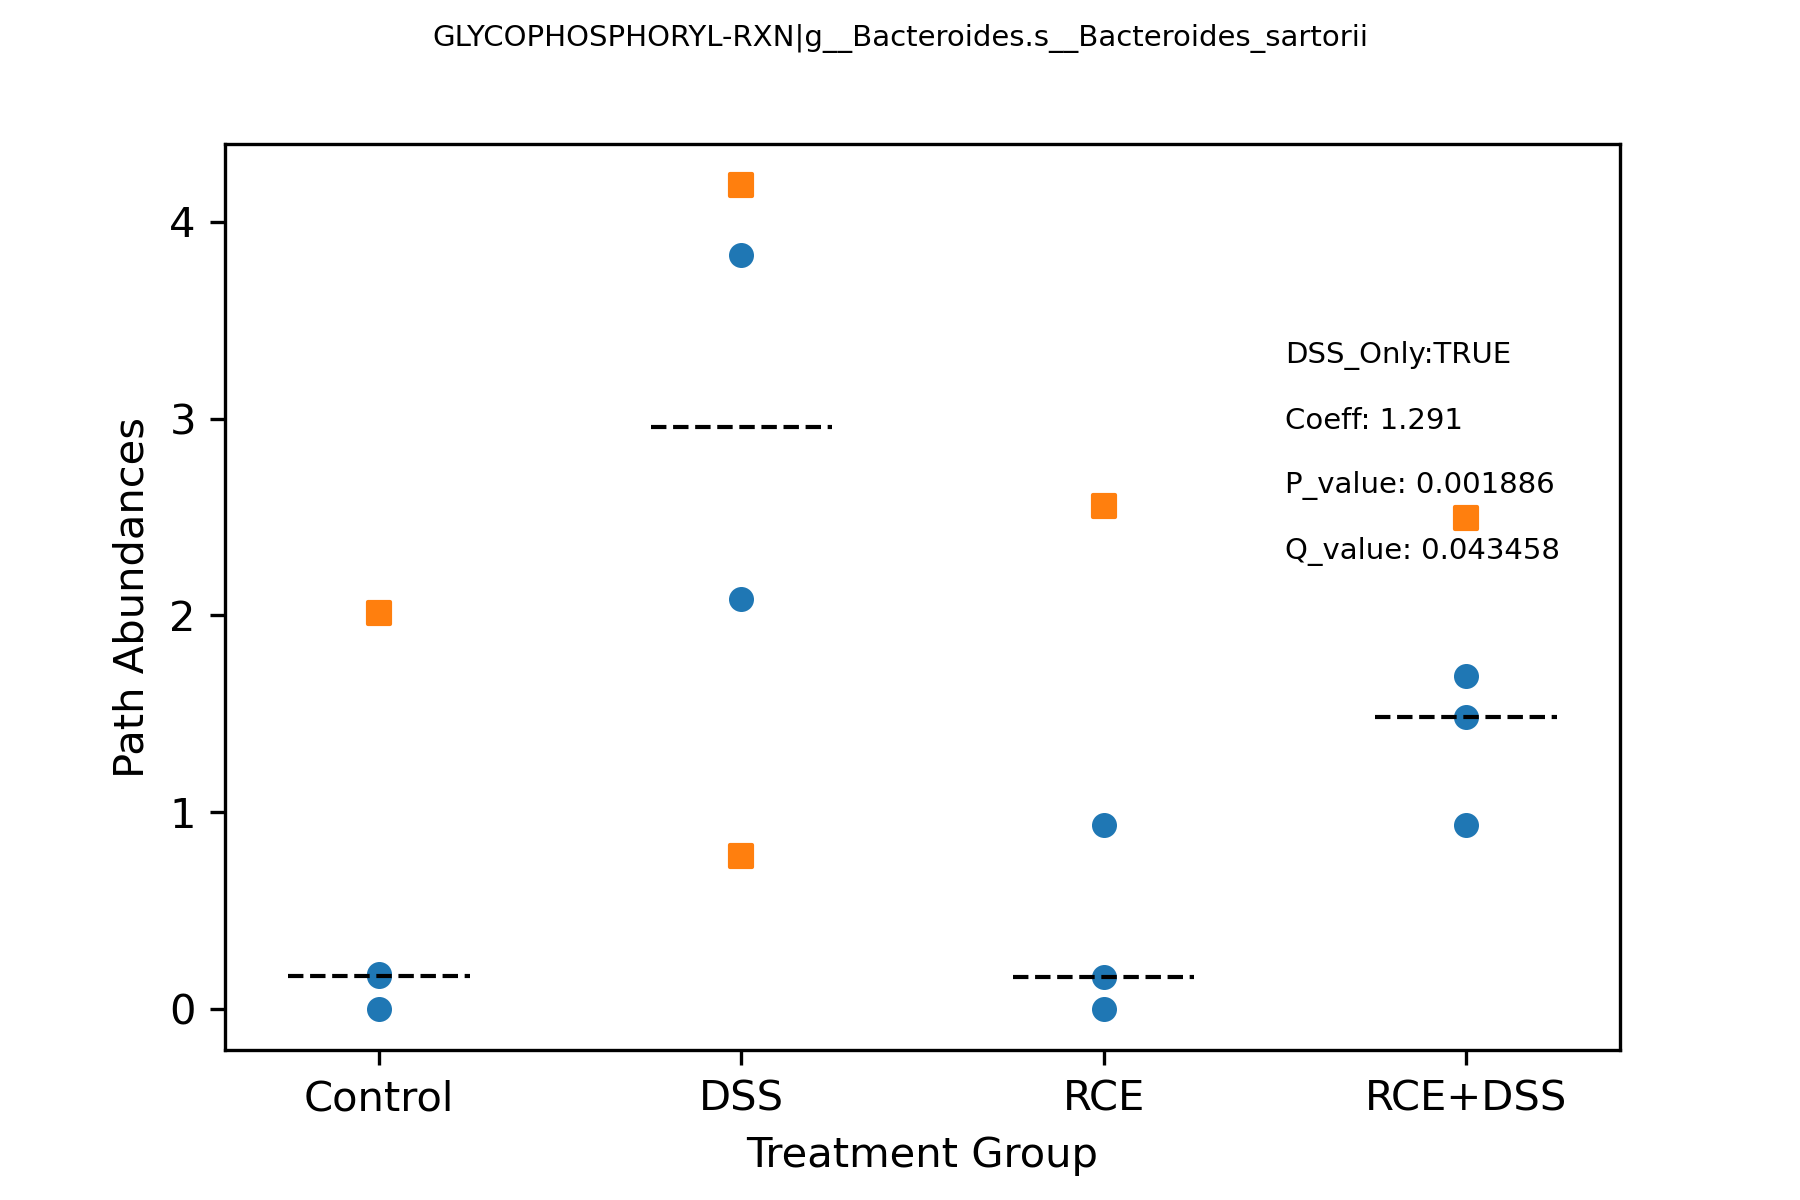 GLYCOPHOSPHORYL-RXN|g__Bacteroides.s__Bacteroides_sartorii
4
3
2
1
0
Path Abundances
DSS_Only:TRUE
Coeff: 1.291
P_value: 0.001886
Q_value: 0.043458
Control
DSS
RCE
RCE+DSS
Treatment Group